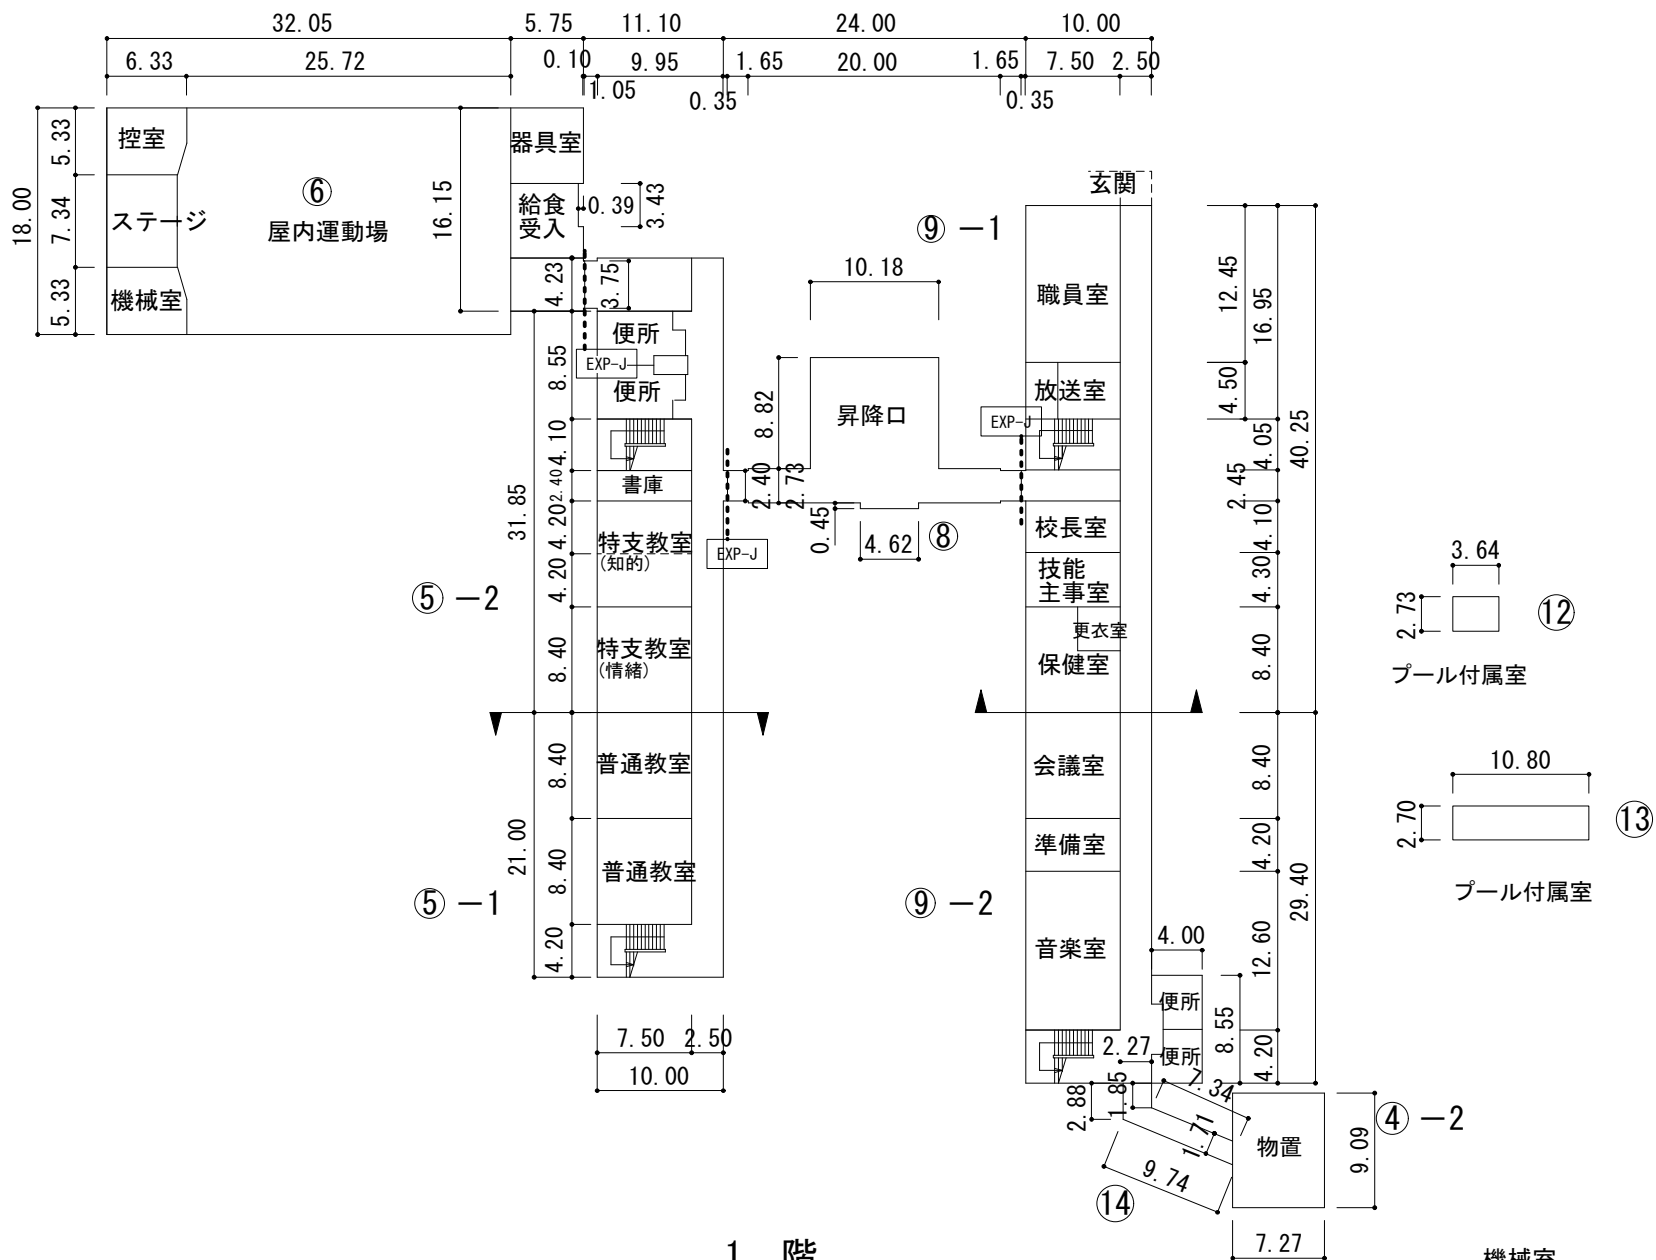 32.05 5.75 11.10 24.00 10.00
6.33 25.72 0.10 9.95 1.65 20.00 1.65 7.50 2.50
1.05 0.35 0.35
18.00
5.33
7.34
5.33
控室
ステージ
機械室
⑥
屋内運動場
16.15
器具室
給食
受入
0.39
3.43
玄関
⑨ －1
10.18
職員室
12.45
16.95
4.23
3.75
便所
EXP-J
便所
8.55
8.82
昇降口
EXP-J
放送室
4.50
40.25
4.10
2.40
書庫
4.20
2.40
2.73
0.45
4.62
⑧
EXP-J
4.05
2.45
校長室
4.10
31.85
特支教室
(知的)
4.20
技能
主事室
4.30
⑤ －2
特支教室
(情緒)
8.40
更衣室
保健室
8.40
3.64
2.73
⑫
プール付属室
普通教室
8.40
会議室
8.40
10.80
2.70
⑬
プール付属室
21.00
普通教室
8.40
準備室
4.20
⑤ －1
⑨ －2
29.40
4.20
音楽室
12.60
4.00
便所
8.55
便所
4.20
7.50 2.50
10.00
2.27
2.88
1.85
7.34
1.71
9.74
⑭
物置
④ －2
9.09
7.27
1 階
機械室